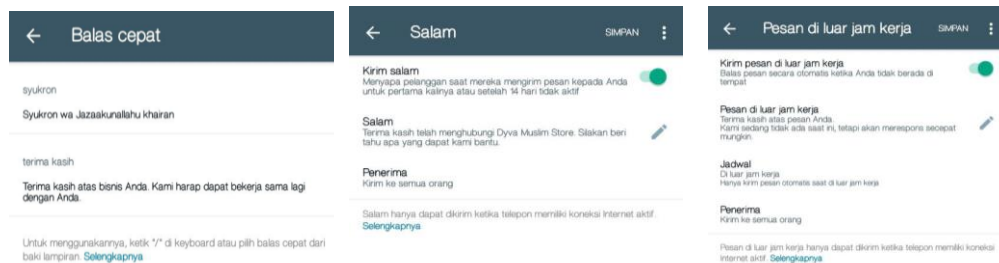 Balas cepat
syukron
Syukron wa Jazaakunallahu khairan
terima kasih
Terima kasih atas bisnis Anda. Kami harap dapat bekerja sama lagi
dengan Anda.
Untuk menggunakannya, ketik "/" di keyboard atau pilih balas cepat dari
baki lampiran. Selengkapnya
Salam
SIMPAN
Kirim salam
Menyapa pelanggan saat mereka mengirim pesan kepada Anda
untuk pertama kalinya atau setelah 14 hari tidak aktif
Salam
Terima kasih telah menghubungi Dyva Muslim Store. Silakan beri
tahu apa yang dapat kami bantu.
Penerima
Kirim ke semua orang
Salam hanya dapat dikirim ketika telepon memiliki koneksi Internet aktif.
Selengkapnya
Pesan di luar jam kerja
SIMPAN
Kirim pesan di luar jam kerja
Balas pesan secara otomatis ketika Anda tidak berada di
tempat
Pesan di luar jam kerja
Terima kasih atas pesan Anda.
Kami sedang tidak ada saat ini, tetapi akan merespons secepat
mungkin.
Jadwal
Di luar jam kerja
Hanya kirim pesan otomatis saat di luar jam kerja
Penerima
Kirim ke semua orang
Pesan di luar jam kerja hanya dapat dikirim ketika telepon memiliki koneksi
Internet aktif. Selengkapnya